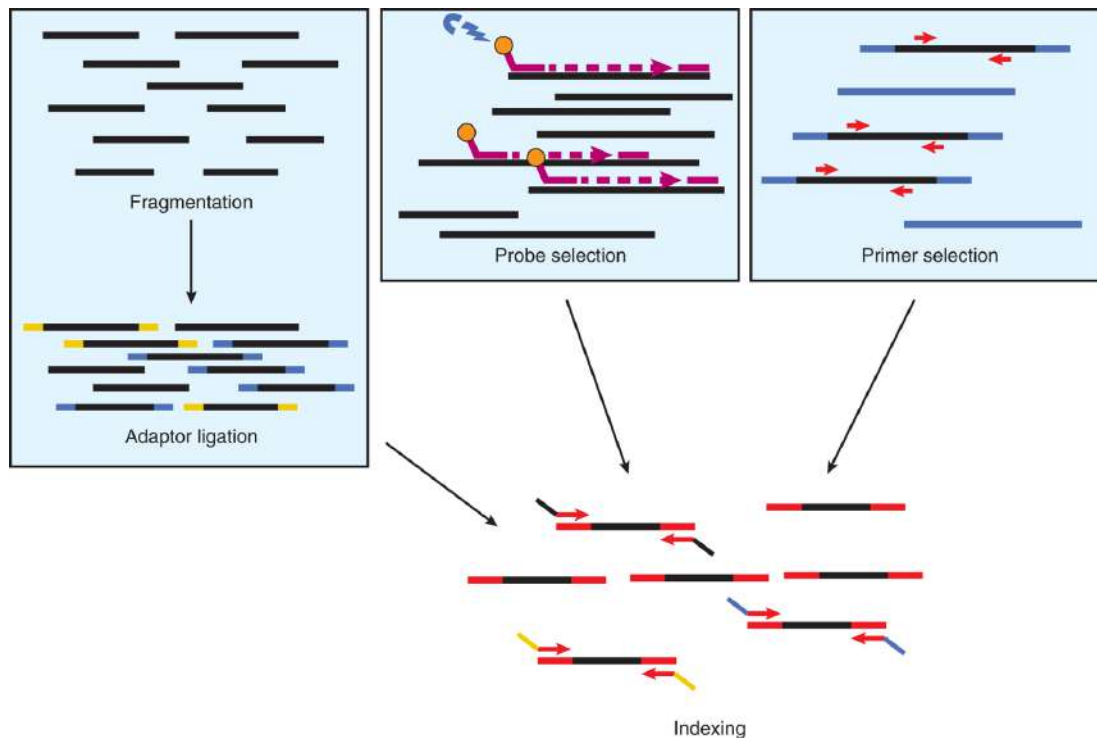 Fragmentation
Adaptor ligation
Probe selection
Primer selection
Indexing